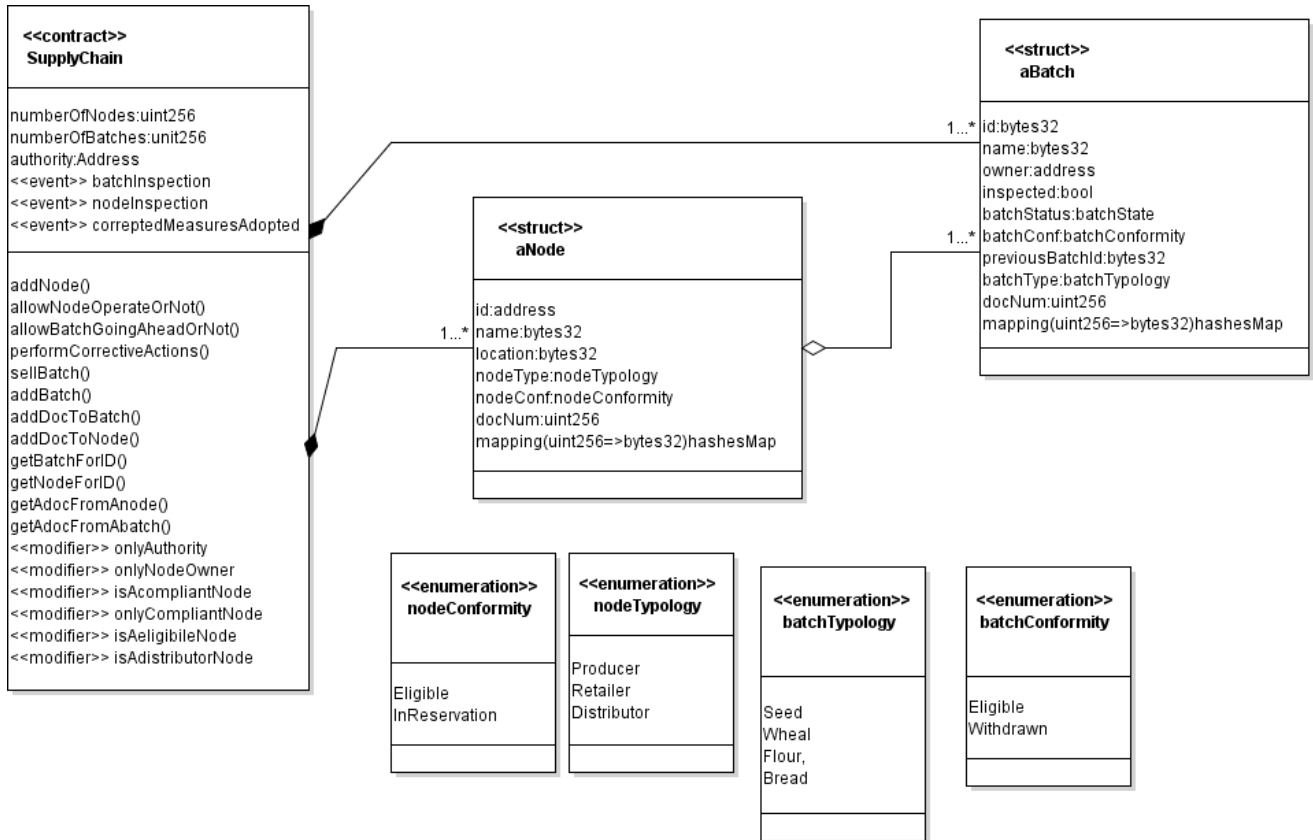 <<contract>>
SupplyChain
numberOfNodes:uint256
numberOfBatches:unit256
authority:Address
<<event>> batchInspection
<<event>> nodeInspection
<<event>> correptedMeasuresAdopted
addNode()
allowNodeOperateOrNot()
allowBatchGoingAheadOrNot()
performCorrectiveActions()
sellBatch()
addBatch()
addDocToBatch()
addDocToNode()
getBatchForID()
getNodeForID()
getAdocFromAnode()
getAdocFromAbatch()
<<modifier>> onlyAuthority
<<modifier>> onlyNodeOwner
<<modifier>> isAcompliantNode
<<modifier>> onlyCompliantNode
<<modifier>> isAeligibileNode
<<modifier>> isAdistributorNode
1...*
<<struct>>
aNode
id:address
name:bytes32
location:bytes32
nodeType:nodeTypology
nodeConf:nodeConformity
docNum:uint256
mapping(uint256=>bytes32)hashesMap
1...*
1...*
<<struct>>
aBatch
id:bytes32
name:bytes32
owner:address
inspected:bool
batchStatus:batchState
batchConf:batchConformity
previousBatchId:bytes32
batchType:batchTypology
docNum:uint256
mapping(uint256=>bytes32)hashesMap
<<enumeration>>
nodeConformity
Eligible
InReservation
<<enumeration>>
nodeTypology
Producer
Retailer
Distributor
<<enumeration>>
batchTypology
Seed
Wheal
Flour,
Bread
<<enumeration>>
batchConformity
Eligible
Withdrawn